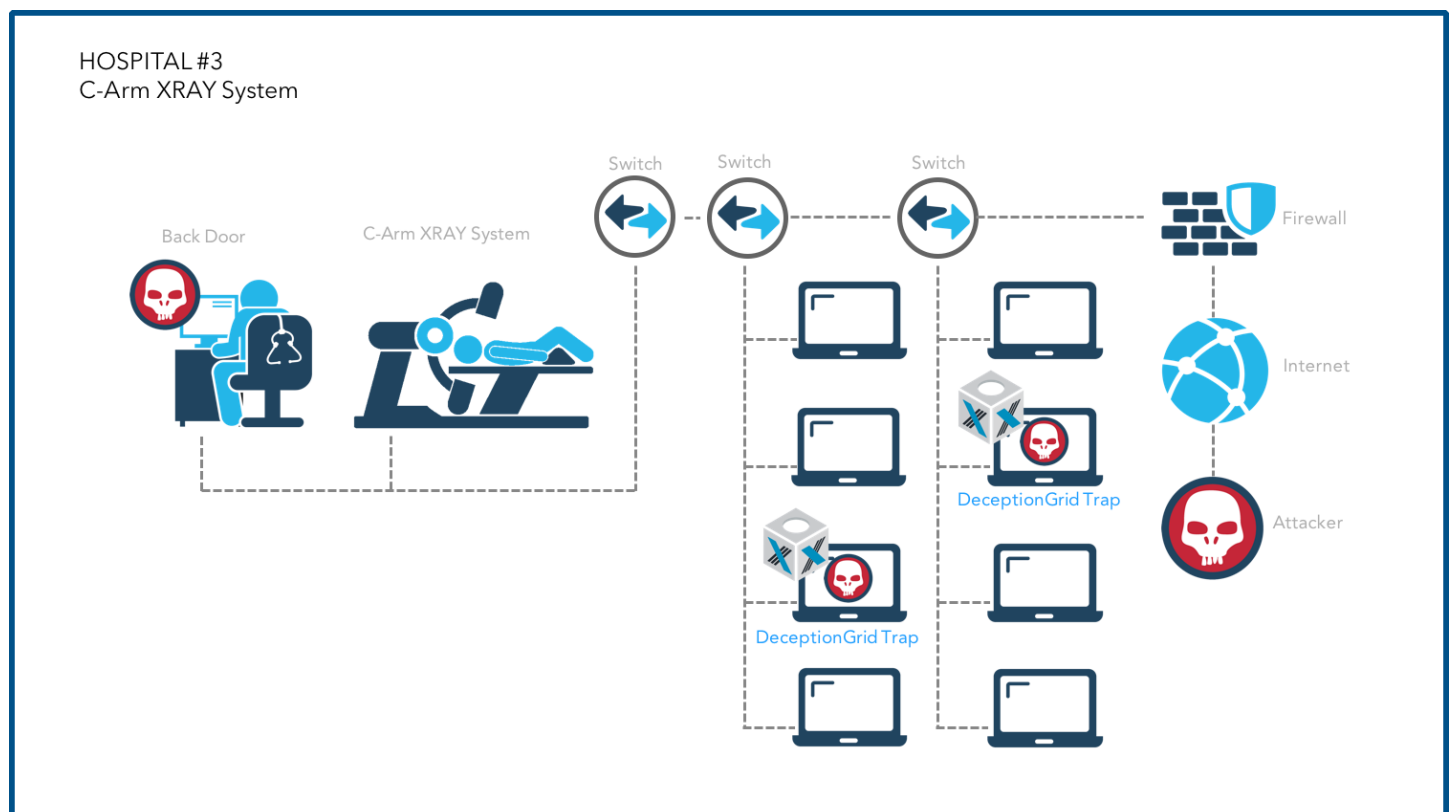 HOSPITAL #3
C-Arm XRAY System
Switch
Switch
Switch
Back Door
C-Arm XRAY System
Firewall
Internet
DeceptionGrid Trap
Attacker
DeceptionGrid Trap